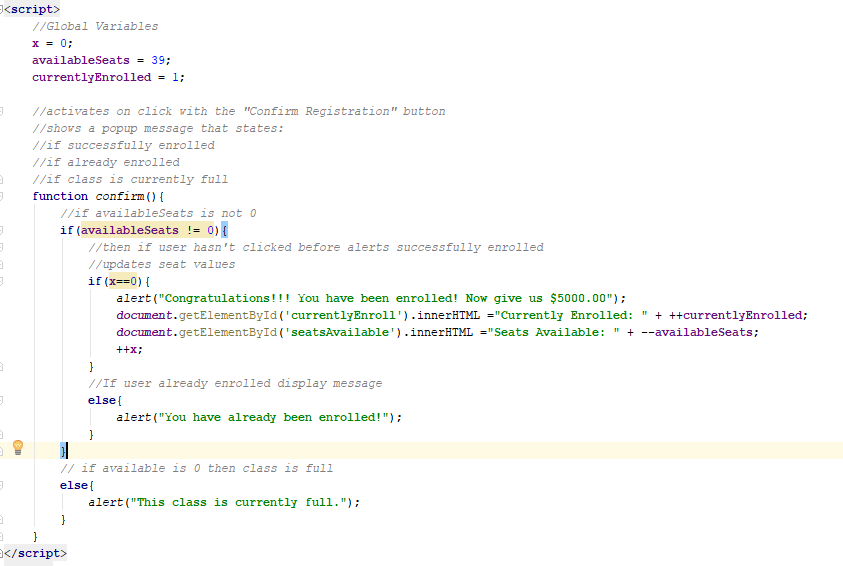 <script>
//Global Variables
x = 0;
availableSeats = 39;
currentlyEnrolled = 1;
//activates on click with the "Confirm Registration" button
//shows a popup message that states:
//if successfully enrolled
//if already enrolled
//if class is currently full
function confirm(){
//if availableSeats is not 0
if(availableSeats != 0){
//then if user hasn't clicked before alerts successfully enrolled
//updates seat values
if(x==0){
alert("Congratulations!!! You have been enrolled! Now give us $5000.00");
document.getElementById('currentlyEnroll').innerHTML ="Currently Enrolled: " + ++currentlyEnrolled;
document.getElementById('seatsAvailable').innerHTML ="Seats Available: " + --availableSeats;
++x;
}
//If user already enrolled display message
else{
alert("You have already been enrolled!");
}
}
// if available is 0 then class is full
else{
alert("This class is currently full.");
}
}
</script>